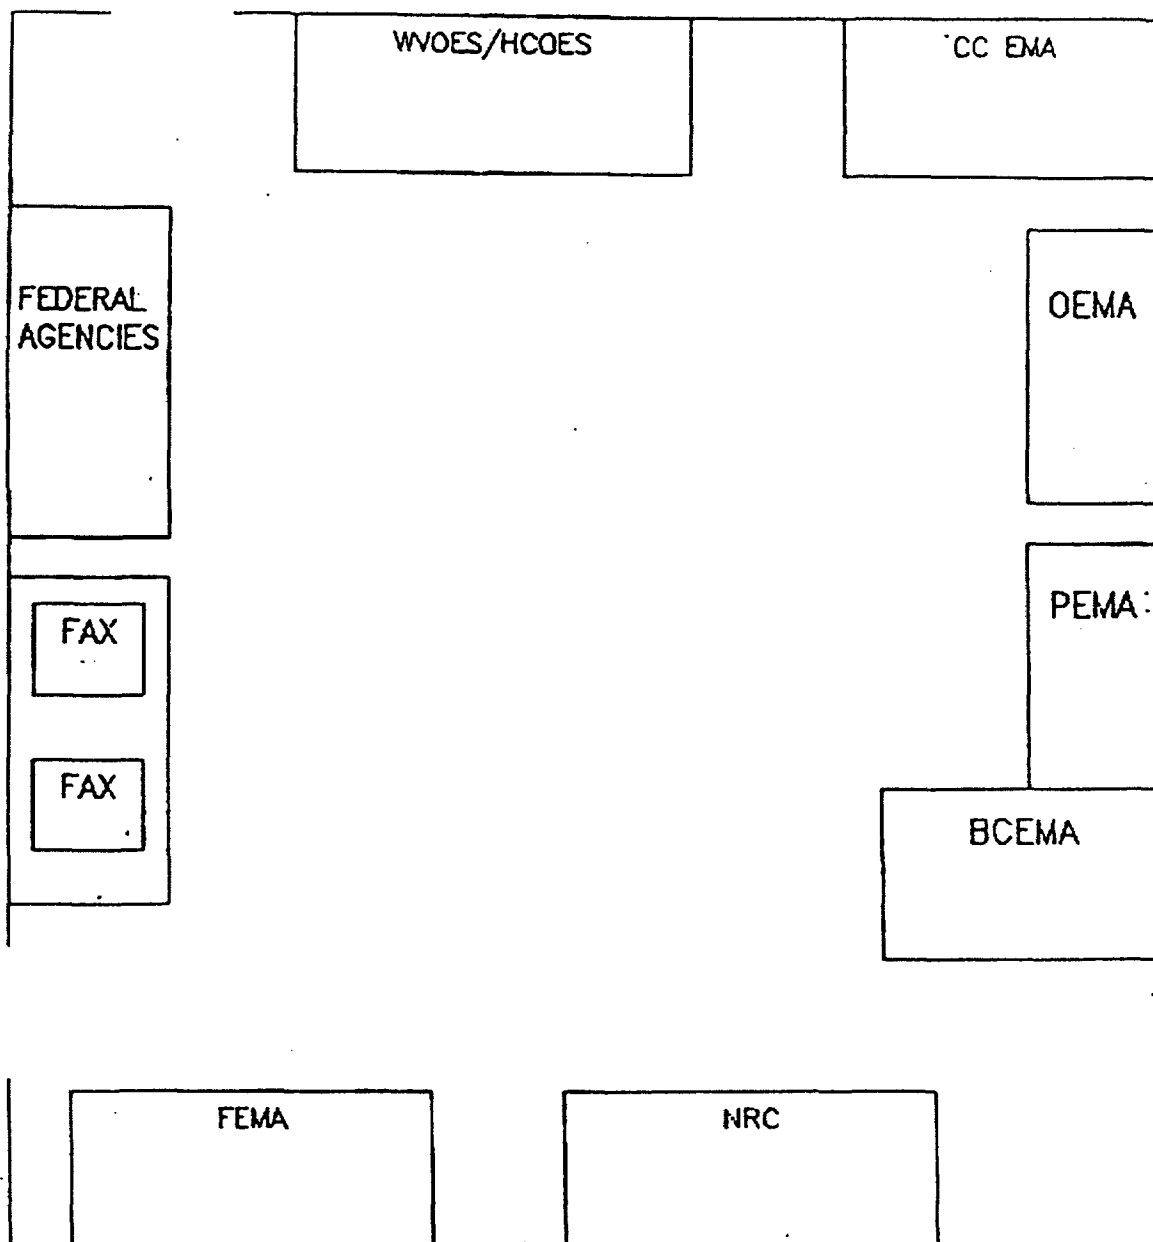 WVOES/HCOES
CC EMA
FEDERAL
AGENCIES
OEMA
FAX
PEMA
FAX
BCEMA
FEMA
NRC